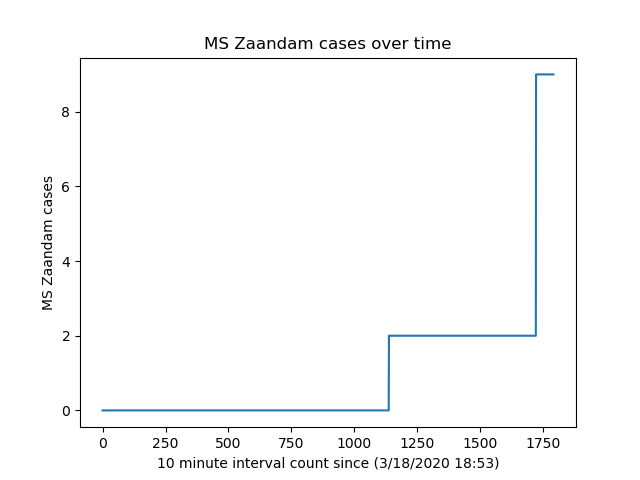 MS Zaandam cases over time
MS Zaandam cases
8
6
4
2
0
0 250 500 750 1000 1250 1500 1750
10 minute interval count since (3/18/2020 18:53)